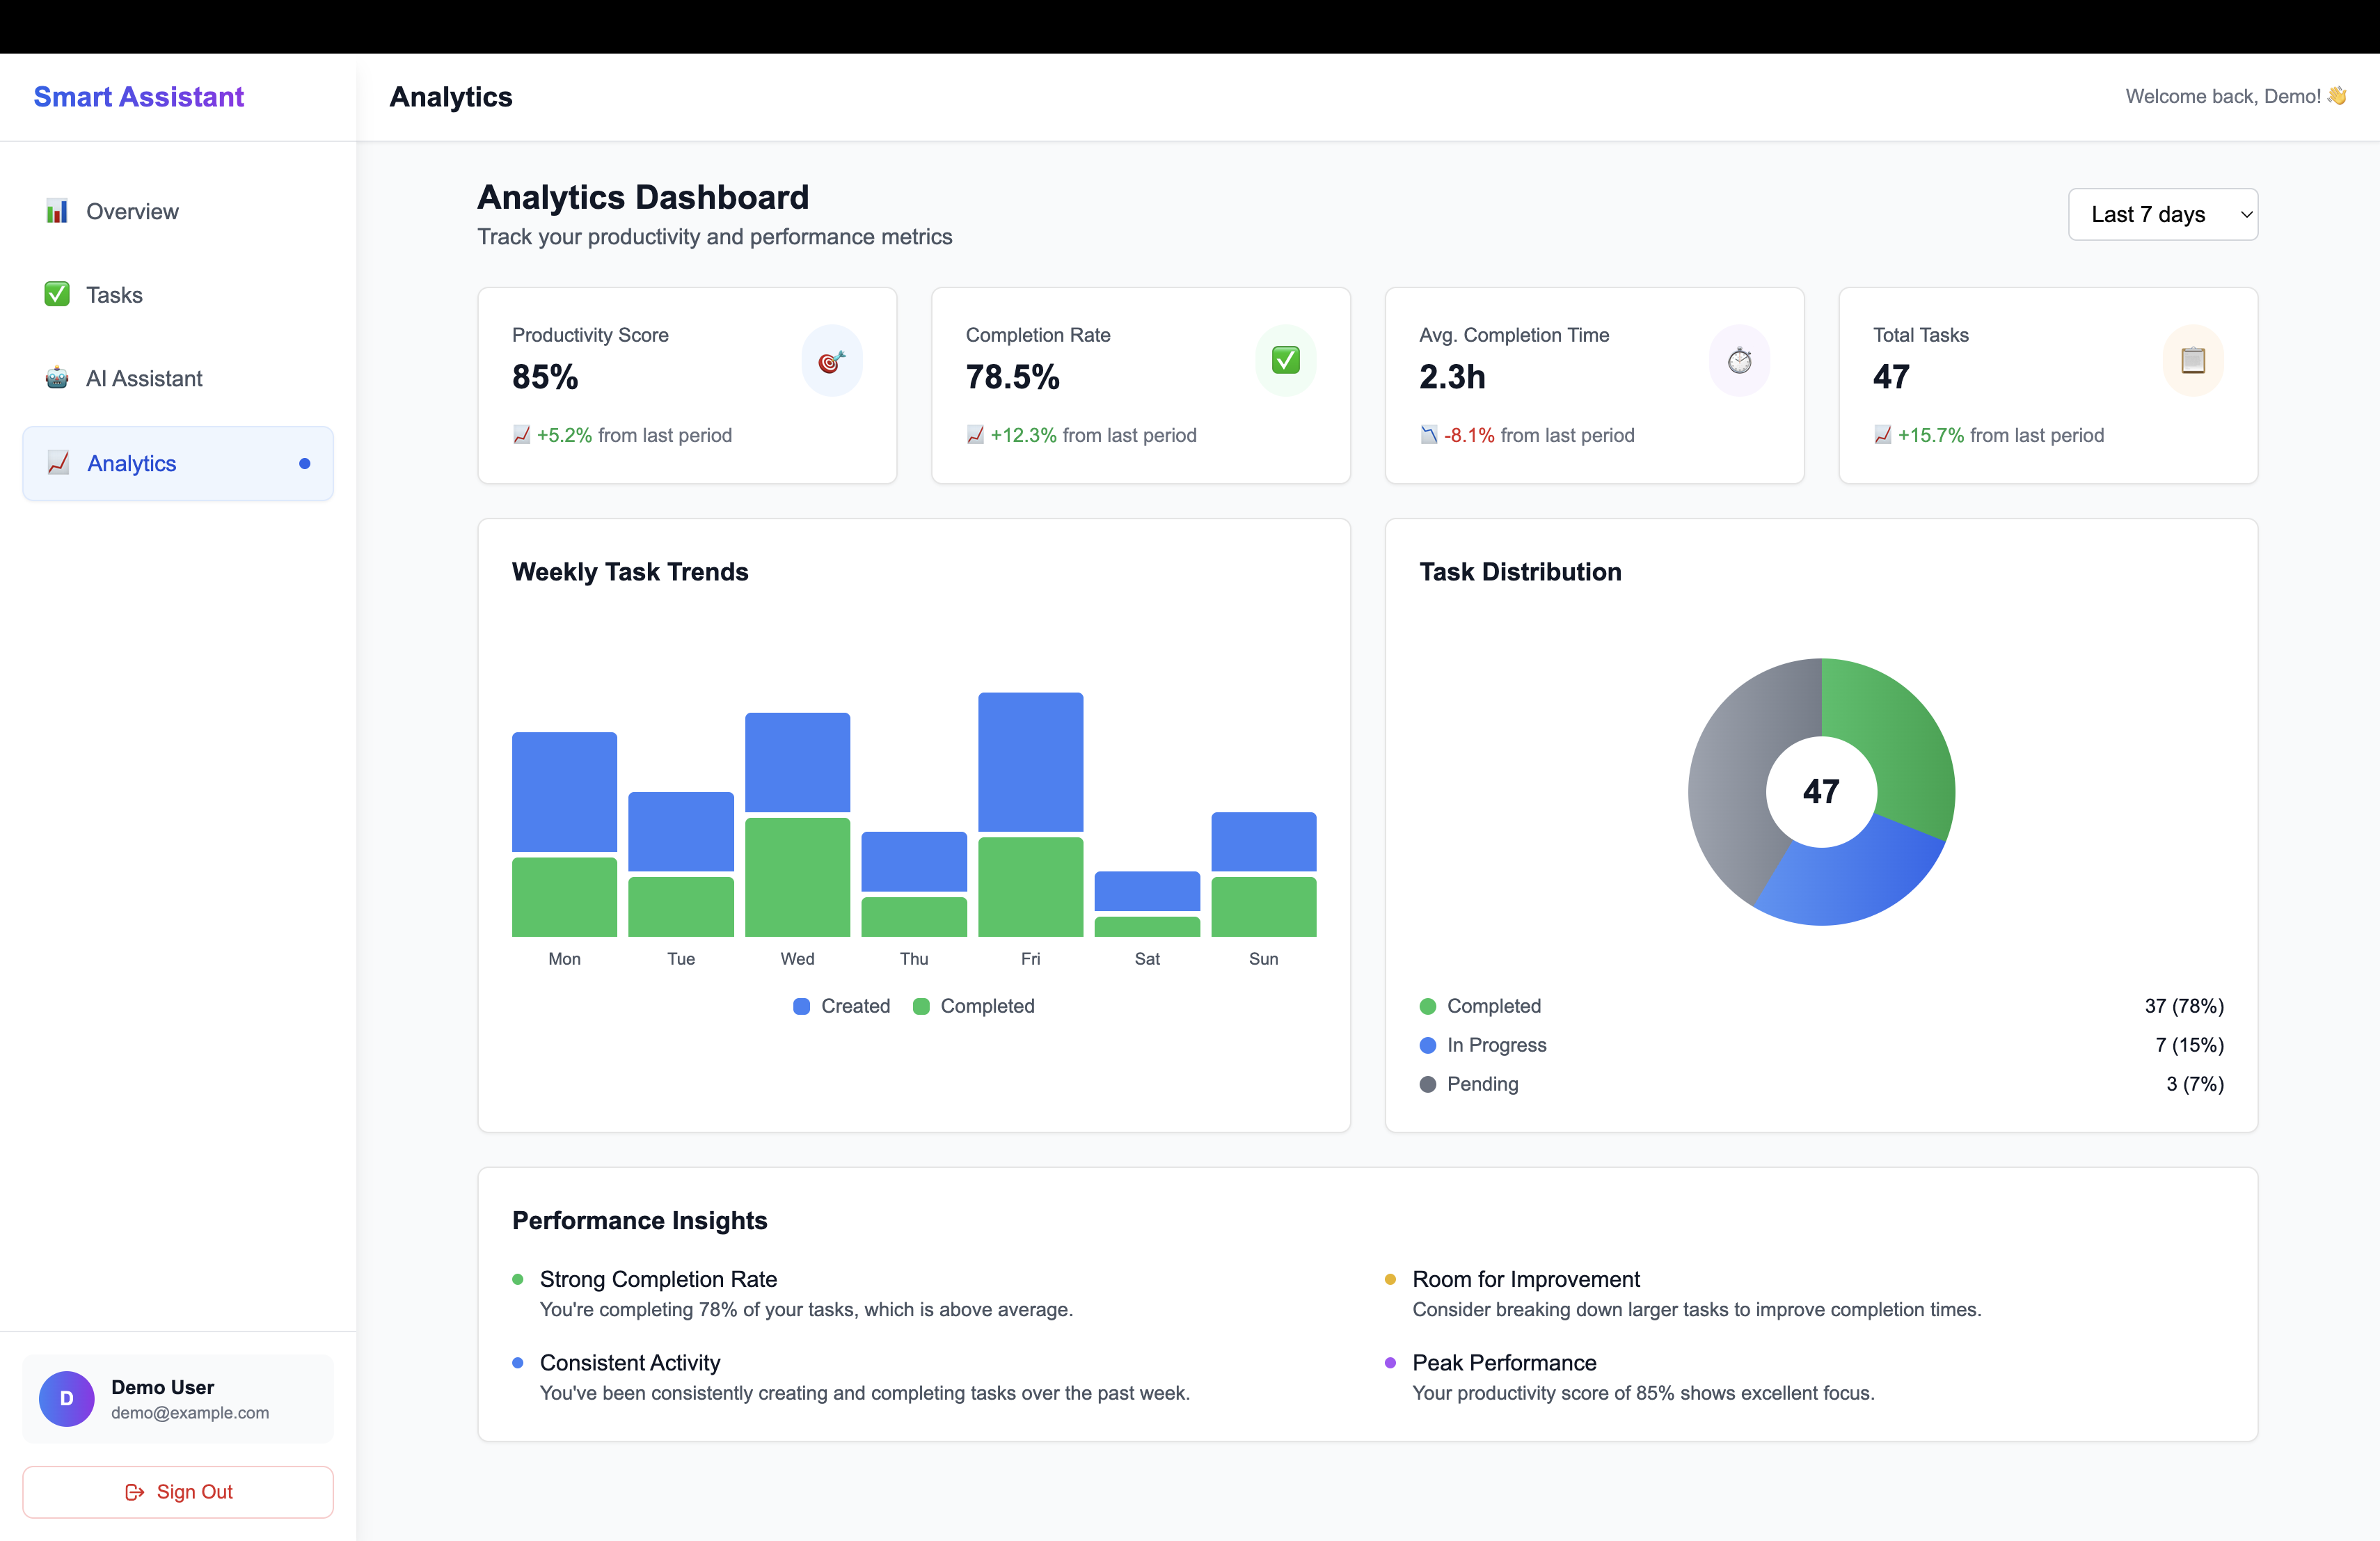 Smart Assistant
Analytics
Welcome back, Demo! 👋
Overview
Tasks
AI Assistant
Analytics
Analytics Dashboard
Track your productivity and performance metrics
Last 7 days
Productivity Score
85%
+5.2% from last period
Completion Rate
78.5%
+12.3% from last period
Avg. Completion Time
2.3h
-8.1% from last period
Total Tasks
47
+15.7% from last period
Weekly Task Trends
Mon Tue Wed Thu Fri Sat Sun
Created Completed
Task Distribution
47
Completed 37 (78%)
In Progress 7 (15%)
Pending 3 (7%)
Performance Insights
Strong Completion Rate
You're completing 78% of your tasks, which is above average.
Room for Improvement
Consider breaking down larger tasks to improve completion times.
Consistent Activity
You've been consistently creating and completing tasks over the past week.
Peak Performance
Your productivity score of 85% shows excellent focus.
D
Demo User
demo@example.com
Sign Out